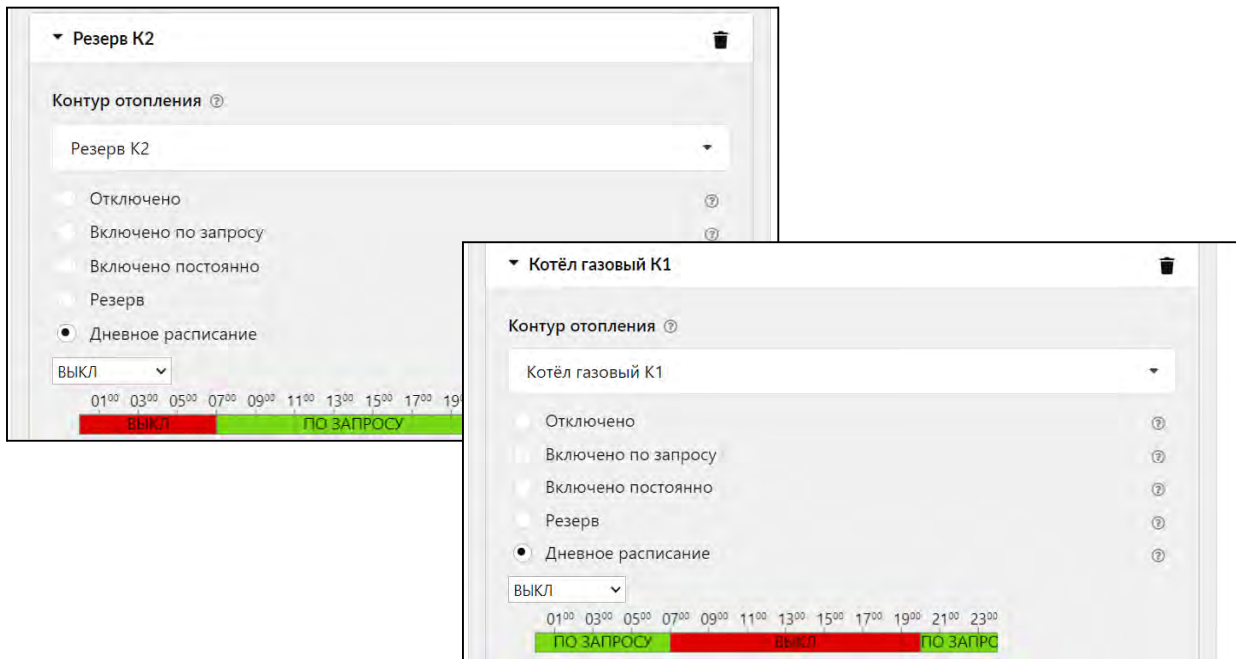 Резерв К2
Контур отопления
Резерв К2
Отключено
Включено по запросу
Включено постоянно
Резерв
Дневное расписание
ВЫКЛ
01⁰⁰ 03⁰⁰ 05⁰⁰ 07⁰⁰ 09⁰⁰ 11⁰⁰ 13⁰⁰ 15⁰⁰ 17⁰⁰ 19⁰
ВЫКЛ ПО ЗАПРОСУ
Котёл газовый К1
Контур отопления
Котёл газовый К1
Отключено
Включено по запросу
Включено постоянно
Резерв
Дневное расписание
ВЫКЛ
01⁰⁰ 03⁰⁰ 05⁰⁰ 07⁰⁰ 09⁰⁰ 11⁰⁰ 13⁰⁰ 15⁰⁰ 17⁰⁰ 19⁰⁰ 21⁰⁰ 23⁰⁰
ПО ЗАПРОСУ ВЫКЛ ПО ЗАПРС